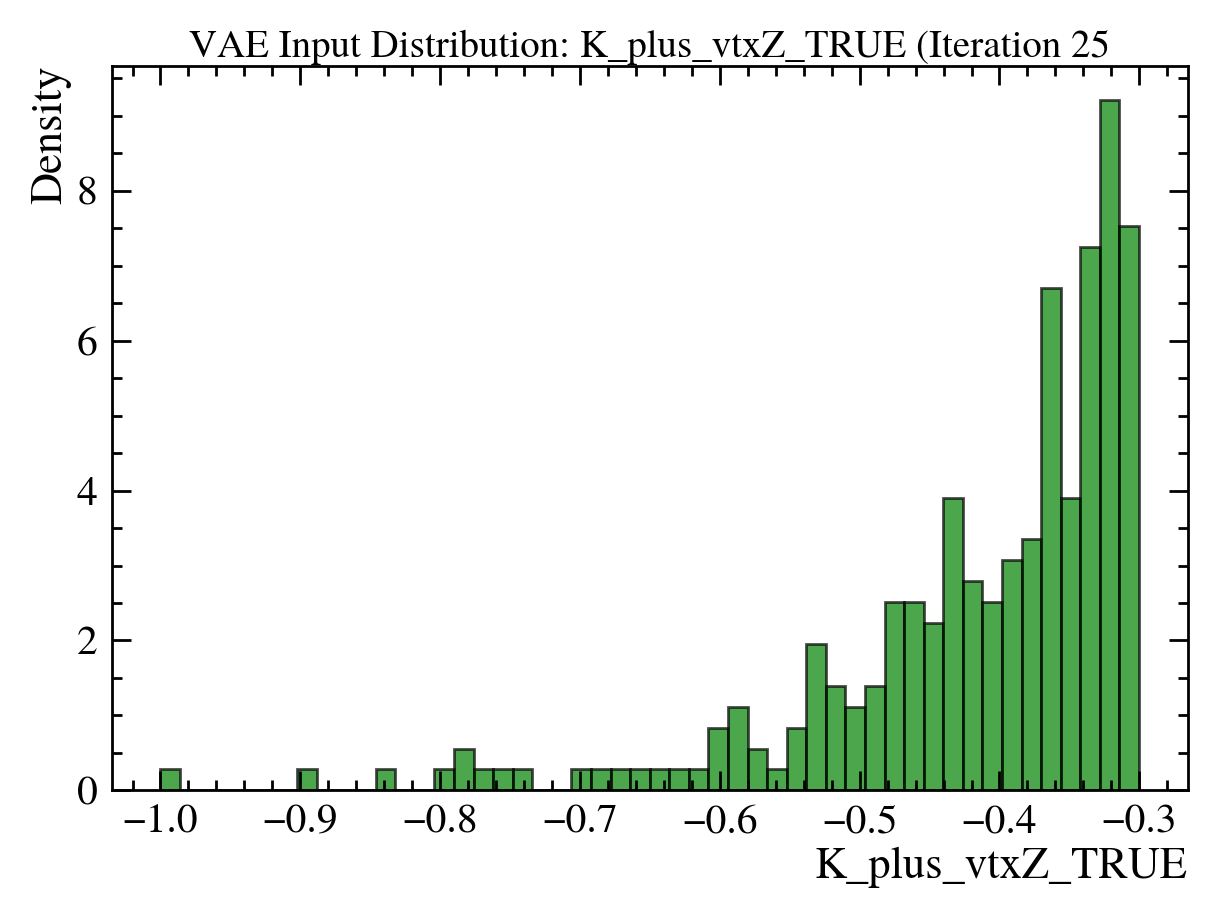 VAE Input Distribution: K_plus_vtxZ_TRUE (Iteration 25
Density
8
6
4
2
0
−1.0 −0.9 −0.8 −0.7 −0.6 −0.5 −0.4 −0.3
K_plus_vtxZ_TRUE